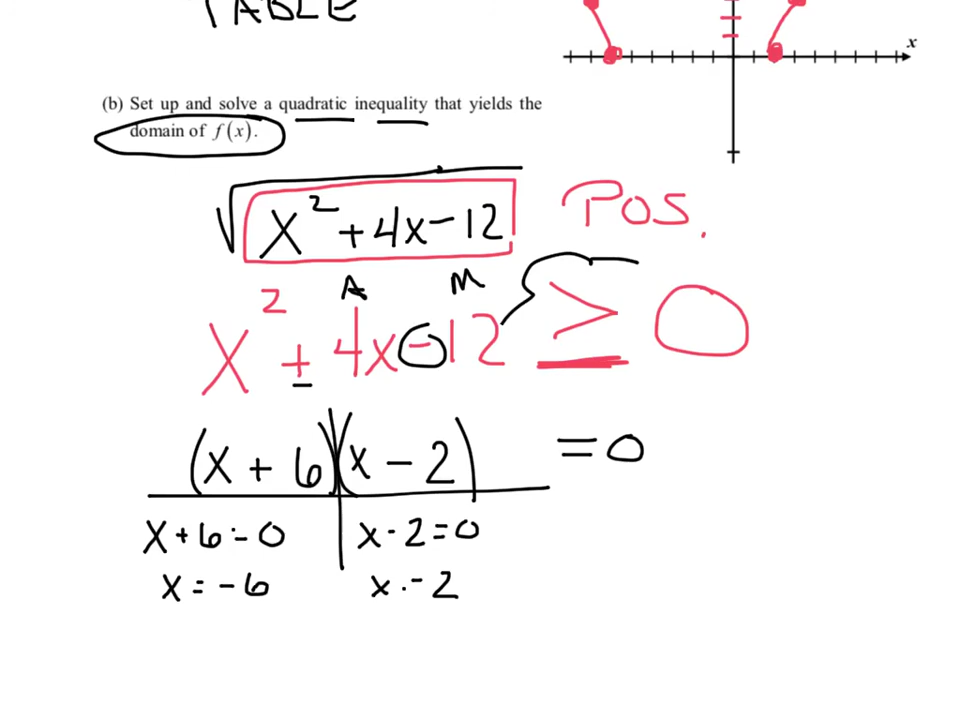 TABLE
x
(b) Set up and solve a quadratic inequality that yields the
domain of f(x).
√x² + 4x - 12
Pos.
A M
x² + 4x - 12 ≥ 0
(x + 6)(x - 2) = 0
x + 6 = 0 x - 2 = 0
x = -6 x = 2